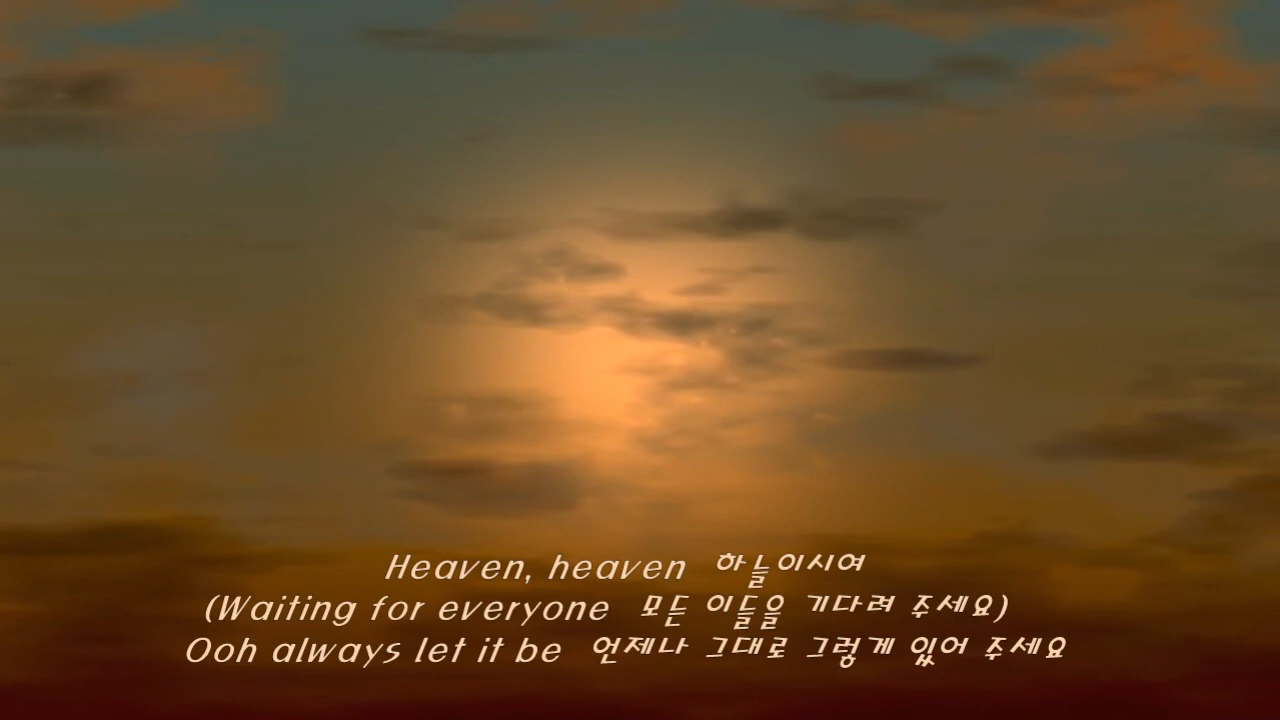 Heaven, heaven 하늘이시여
(Waiting for everyone 모든 이들을 기다려 주세요)
Ooh always let it be 언제나 그대로 그렇게 있어 주세요